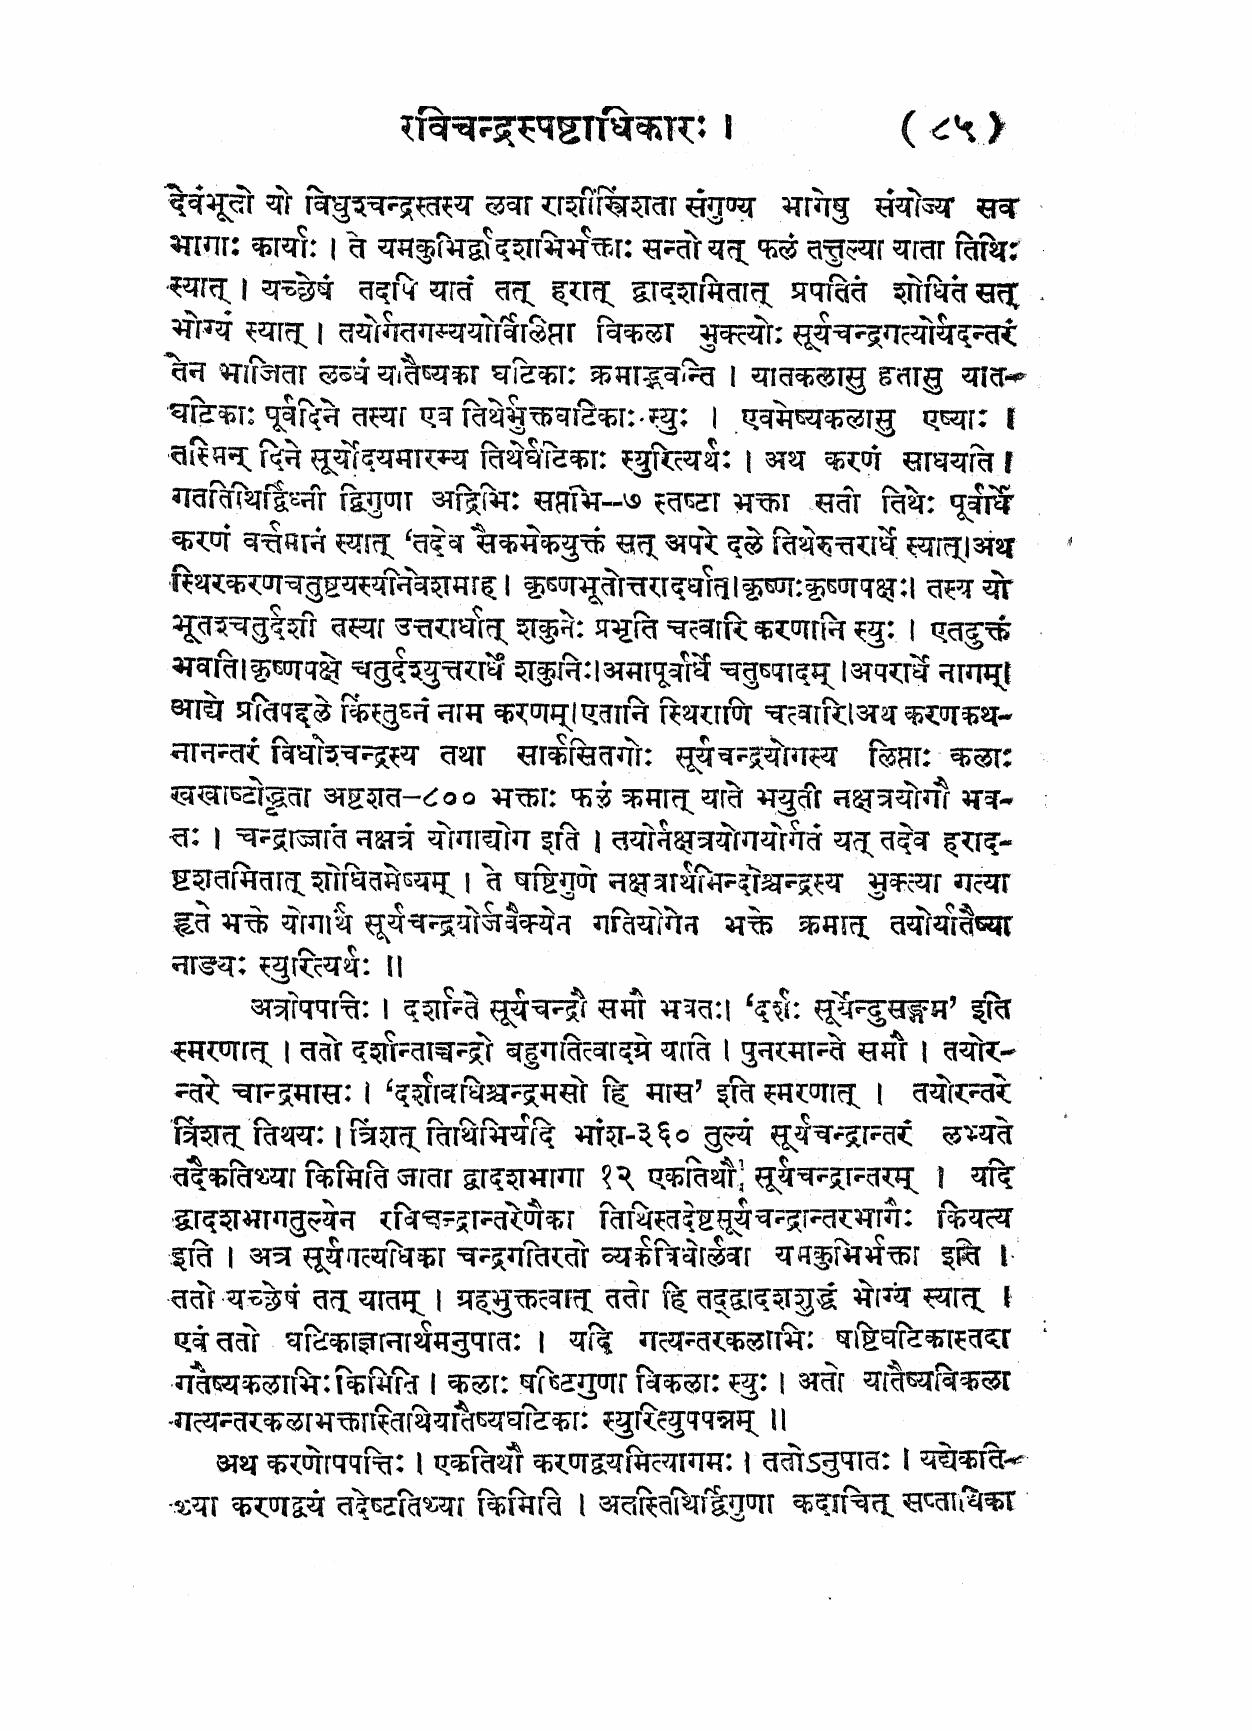 रविचन्द्रस्पष्टाधिकारः । (८५)
देवंभूतो यो विधुश्चन्द्रस्तस्य लवा राशींस्त्रिंशता संगुण्य भागेषु संयोज्य सव
भागाः कार्याः । ते यमकुभिर्द्वादशाभिर्भक्ताः सन्तो यत् फलं तत्तुल्या याता तिथिः
स्यात् । यच्छेषं तदपि यातं तत् हरात् द्वादशमितात् प्रपतितं शोधितं सत्
भोग्यं स्यात् । तयोर्गतगम्ययोर्विलिप्ता विकला भुक्त्योः सूर्यचन्द्रगत्योर्यदन्तरं
तेन भाजिता लब्धं यातैष्यका घटिकाः क्रमाद्भवन्ति । यातकलासु हृतासु यात-
घटिकाः पूर्वदिने तस्या एव तिथेर्भुक्तघटिकाः स्युः । एवमेष्यकलासु एष्याः ।
तस्मिन् दिने सूर्योदयमारभ्य तिथेर्घटिकाः स्युरित्यर्थः । अथ करणं साधयति ।
गततिथिर्द्विघ्नी द्विगुणा अद्रिभिः सप्तभि--७ स्तष्टा भक्ता सतो तिथेः पूर्वार्धे
करणं वर्त्तमानं स्यात् ‘तदेव सैकमेकयुक्तं सत् अपरे दले तिथेरुत्तरार्धे स्यात्।अथ
स्थिरकरणचतुष्टयस्यनिवेशमाह । कृष्णभूतोत्तरादर्धात्।कृष्णःकृष्णपक्षः। तस्य यो
भूतश्चतुर्दशी तस्या उत्तरार्धात् शकुनेः प्रभृति चत्वारि करणानि स्युः । एतदुक्तं
भवति।कृष्णपक्षे चतुर्दश्युत्तरार्धे शकुनिः।अमापूर्वार्धे चतुष्पादम् ।अपरार्धे नागम्।
आद्ये प्रतिपद्दले किंस्तुघ्नं नाम करणम्।एतानि स्थिराणि चत्वारि।अथ करणकथ-
नानन्तरं विधोश्चन्द्रस्य तथा सार्कसितगोः सूर्यचन्द्रयोगस्य लिप्ताः कलाः
खखाष्टोद्धृता अष्टशत-८०० भक्ताः फलं क्रमात् याते भयुती नक्षत्रयोगौ भव-
तः । चन्द्राज्जातं नक्षत्रं योगाद्योग इति । तयोर्नक्षत्रयोगयोर्गतं यत् तदेव हराद-
ष्टशतमितात् शोधितमेष्यम् । ते षष्टिगुणे नक्षत्रार्थमिन्दोश्चन्द्रस्य भुक्त्या गत्या
हृते भक्ते योगार्थं सूर्यचन्द्रयोर्जवैक्येन गतियोगेन भक्ते क्रमात् तयोर्यातैष्या
नाड्यः स्युरित्यर्थः ॥
अत्रोपपात्तिः । दर्शान्ते सूर्यचन्द्रौ समौ भवतः। ‘दर्शः सूर्येन्दुसङ्गम’ इति
स्मरणात् । ततो दर्शान्ताच्चन्द्रो बहुगतित्वादग्रे याति । पुनरमान्ते समौ । तयोर-
न्तरे चान्द्रमासः । ‘दर्शावधिश्चन्द्रमसो हि मास’ इति स्मरणात् । तयोरन्तरे
त्रिंशत् तिथयः । त्रिंशत् तिथिभिर्यदि भांश-३६० तुल्यं सूर्यचन्द्रान्तरं लभ्यते
तदैकतिथ्या किमिति जाता द्वादशभागा १२ एकतिथौ सूर्यचन्द्रान्तरम् । यदि
द्वादशभागतुल्येन रविचन्द्रान्तरेणैका तिथिस्तदेष्टसूर्यचन्द्रान्तरभागैः कियत्य
इति । अत्र सूर्यगत्यधिका चन्द्रगतिरतो व्यर्कविधोर्लवा यमकुभिर्भक्ता इति ।
ततो यच्छेषं तत् यातम् । ग्रहभुक्तत्वात् ततो हि तद्द्वादशशुद्धं भोग्यं स्यात् ।
एवं ततो घटिकाज्ञानार्थमनुपातः । यदि गत्यन्तरकलाभिः षष्टिघटिकास्तदा
गतैष्यकलाभिः किमिति । कलाः षष्टिगुणा विकलाः स्युः । अतो यातैष्यविकला
गत्यन्तरकलाभक्तास्तिथियातैष्यघटिकाः स्युरित्युपपन्नम् ॥
अथ करणोपपत्तिः । एकतिथौ करणद्वयमित्यागमः । ततोऽनुपातः । यद्येकति-
थ्या करणद्वयं तदेष्टतिथ्या किमिति । अतस्तिथिर्द्विगुणा कदाचित् सप्ताधिका